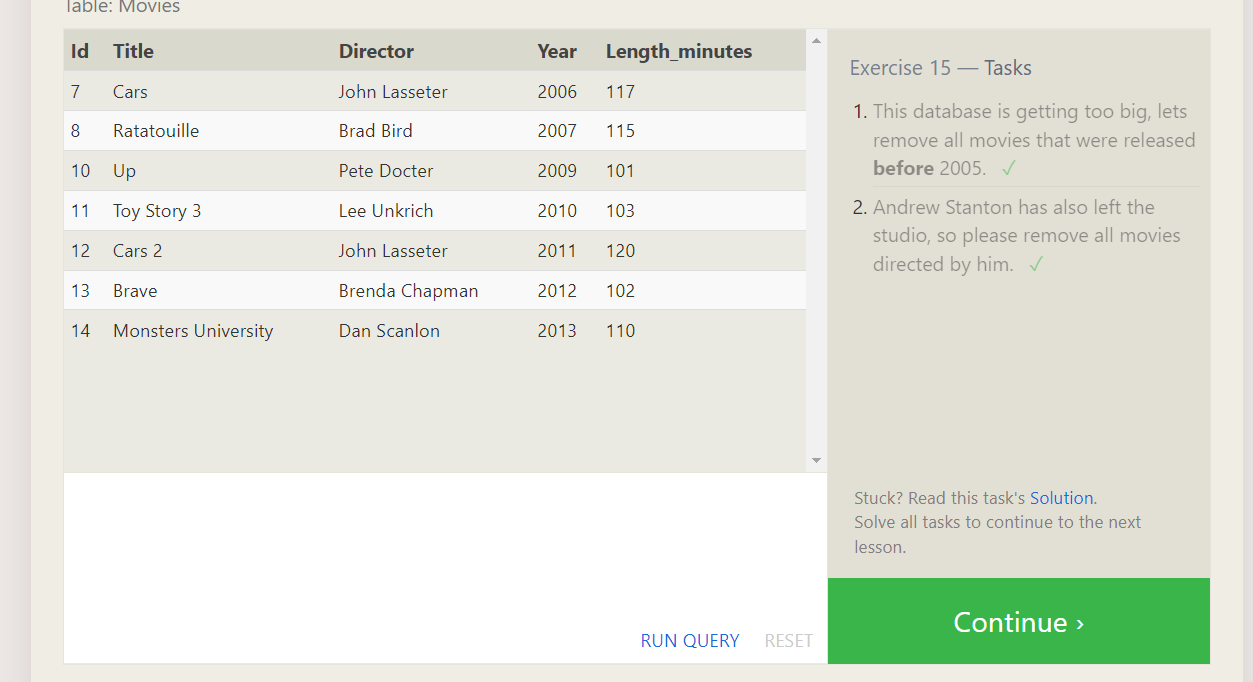 Table: Movies
Id Title Director Year Length_minutes
7 Cars John Lasseter 2006 117
8 Ratatouille Brad Bird 2007 115
10 Up Pete Docter 2009 101
11 Toy Story 3 Lee Unkrich 2010 103
12 Cars 2 John Lasseter 2011 120
13 Brave Brenda Chapman 2012 102
14 Monsters University Dan Scanlon 2013 110
RUN QUERY RESET
Exercise 15 — Tasks
1. This database is getting too big, lets
remove all movies that were released
before 2005. ✓
2. Andrew Stanton has also left the
studio, so please remove all movies
directed by him. ✓
Stuck? Read this task's Solution.
Solve all tasks to continue to the next
lesson.
Continue ›